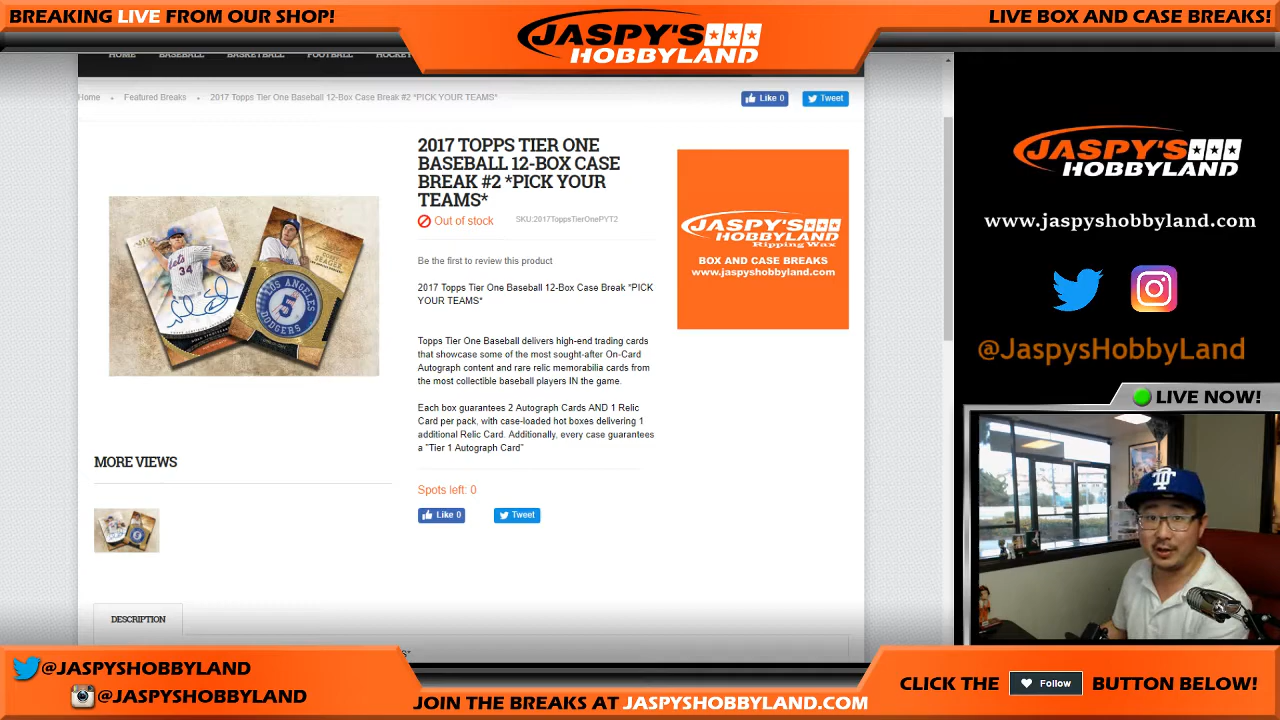 BREAKING LIVE FROM OUR SHOP!
JASPY'S
HOBBYLAND
LIVE BOX AND CASE BREAKS!
HOME BASEBALL BASKETBALL FOOTBALL HOCKEY
Home • Featured Breaks • 2017 Topps Tier One Baseball 12-Box Case Break #2 *PICK YOUR TEAMS*
Like 0
Tweet
2017 TOPPS TIER ONE
BASEBALL 12-BOX CASE
BREAK #2 *PICK YOUR
TEAMS*
Out of stock
SKU:2017ToppsTierOnePYT2
Be the first to review this product
2017 Topps Tier One Baseball 12-Box Case Break *PICK
YOUR TEAMS*
Topps Tier One Baseball delivers high-end trading cards
that showcase some of the most sought-after On-Card
Autograph content and rare relic memorabilia cards from
the most collectible baseball players IN the game.
Each box guarantees 2 Autograph Cards AND 1 Relic
Card per pack, with case-loaded hot boxes delivering 1
additional Relic Card. Additionally, every case guarantees
a "Tier 1 Autograph Card"
Spots left: 0
Like 0
Tweet
Mets
34
LOS ANGELES
5
DODGERS
SEAGER
MORE VIEWS
DESCRIPTION
JASPY'S
HOBBYLAND
Ripping Wax
BOX AND CASE BREAKS
www.jaspyshobbyland.com
JASPY'S
HOBBYLAND
www.jaspyshobbyland.com
@JaspysHobbyLand
LIVE NOW!
@JASPYSHOBBYLAND
@JASPYSHOBBYLAND
JOIN THE BREAKS AT JASPYSHOBBYLAND.COM
CLICK THE Follow BUTTON BELOW!